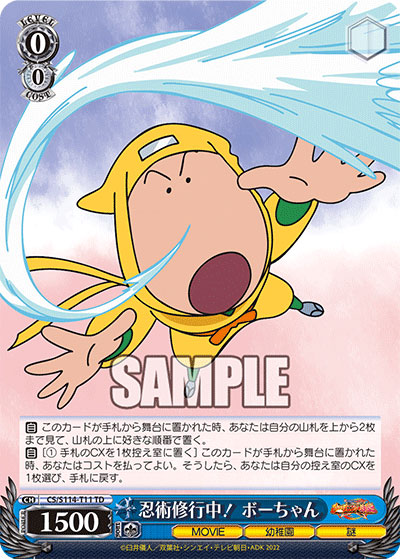 LEVEL
0
0
COST
SAMPLE
自 このカードが手札から舞台に置かれた時、あなたは自分の山札を上から2枚
まで見て、山札の上に好きな順番で置く。
自 [① 手札のCXを1枚控え室に置く] このカードが手札から舞台に置かれた
時、あなたはコストを払ってよい。そうしたら、あなたは自分の控え室のCXを
1枚選び、手札に戻す。
CS/S114-T11 TD
忍術修行中! ボーちゃん
POWER
1500
MOVIE
幼稚園
謎
©臼井儀人/双葉社・シンエイ・テレビ朝日・ADK 2022